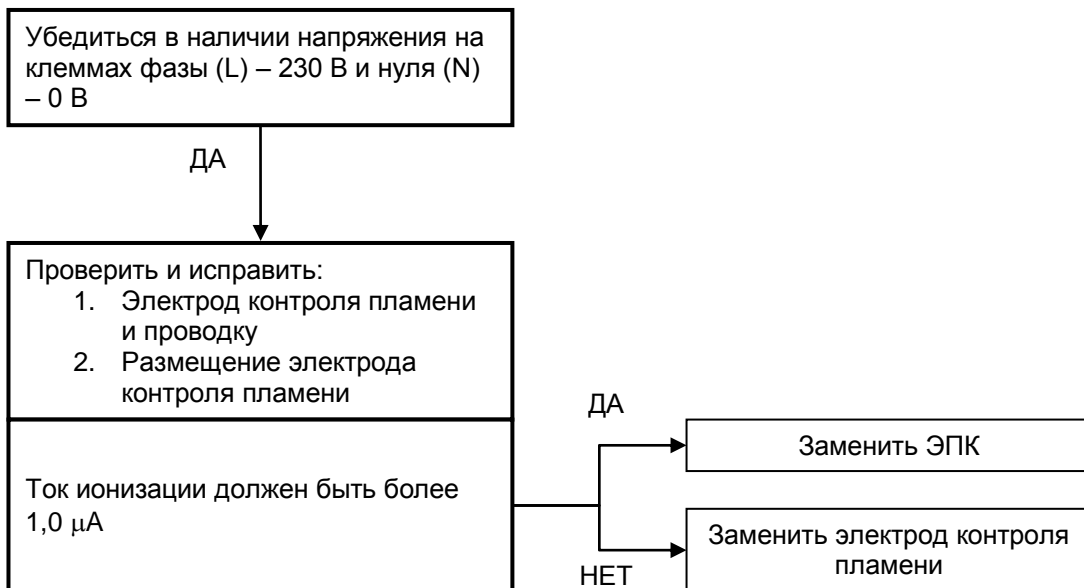 Убедиться в наличии напряжения на
клеммах фазы (L) – 230 В и нуля (N)
– 0 В
ДА
Проверить и исправить:
1. Электрод контроля пламени
и проводку
2. Размещение электрода
контроля пламени
Ток ионизации должен быть более
1,0 μА
ДА
Заменить ЭПК
Заменить электрод контроля
пламени
НЕТ